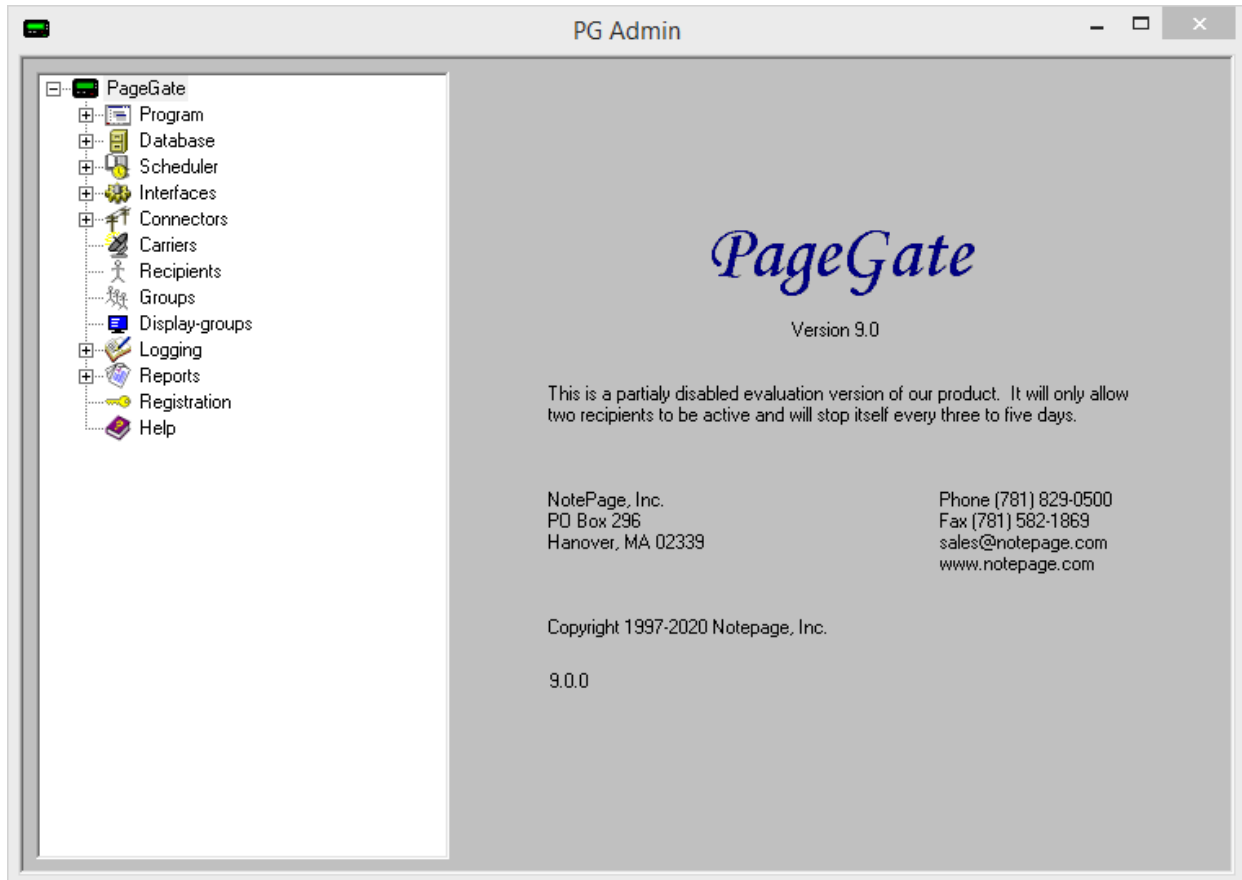 PG Admin
PageGate
Program
Database
Scheduler
Interfaces
Connectors
Carriers
Recipients
Groups
Display-groups
Logging
Reports
Registration
Help
PageGate
Version 9.0
This is a partialy disabled evaluation version of our product. It will only allow
two recipients to be active and will stop itself every three to five days.
NotePage, Inc.
PO Box 296
Hanover, MA 02339
Phone (781) 829-0500
Fax (781) 582-1869
sales@notepage.com
www.notepage.com
Copyright 1997-2020 Notepage, Inc.
9.0.0